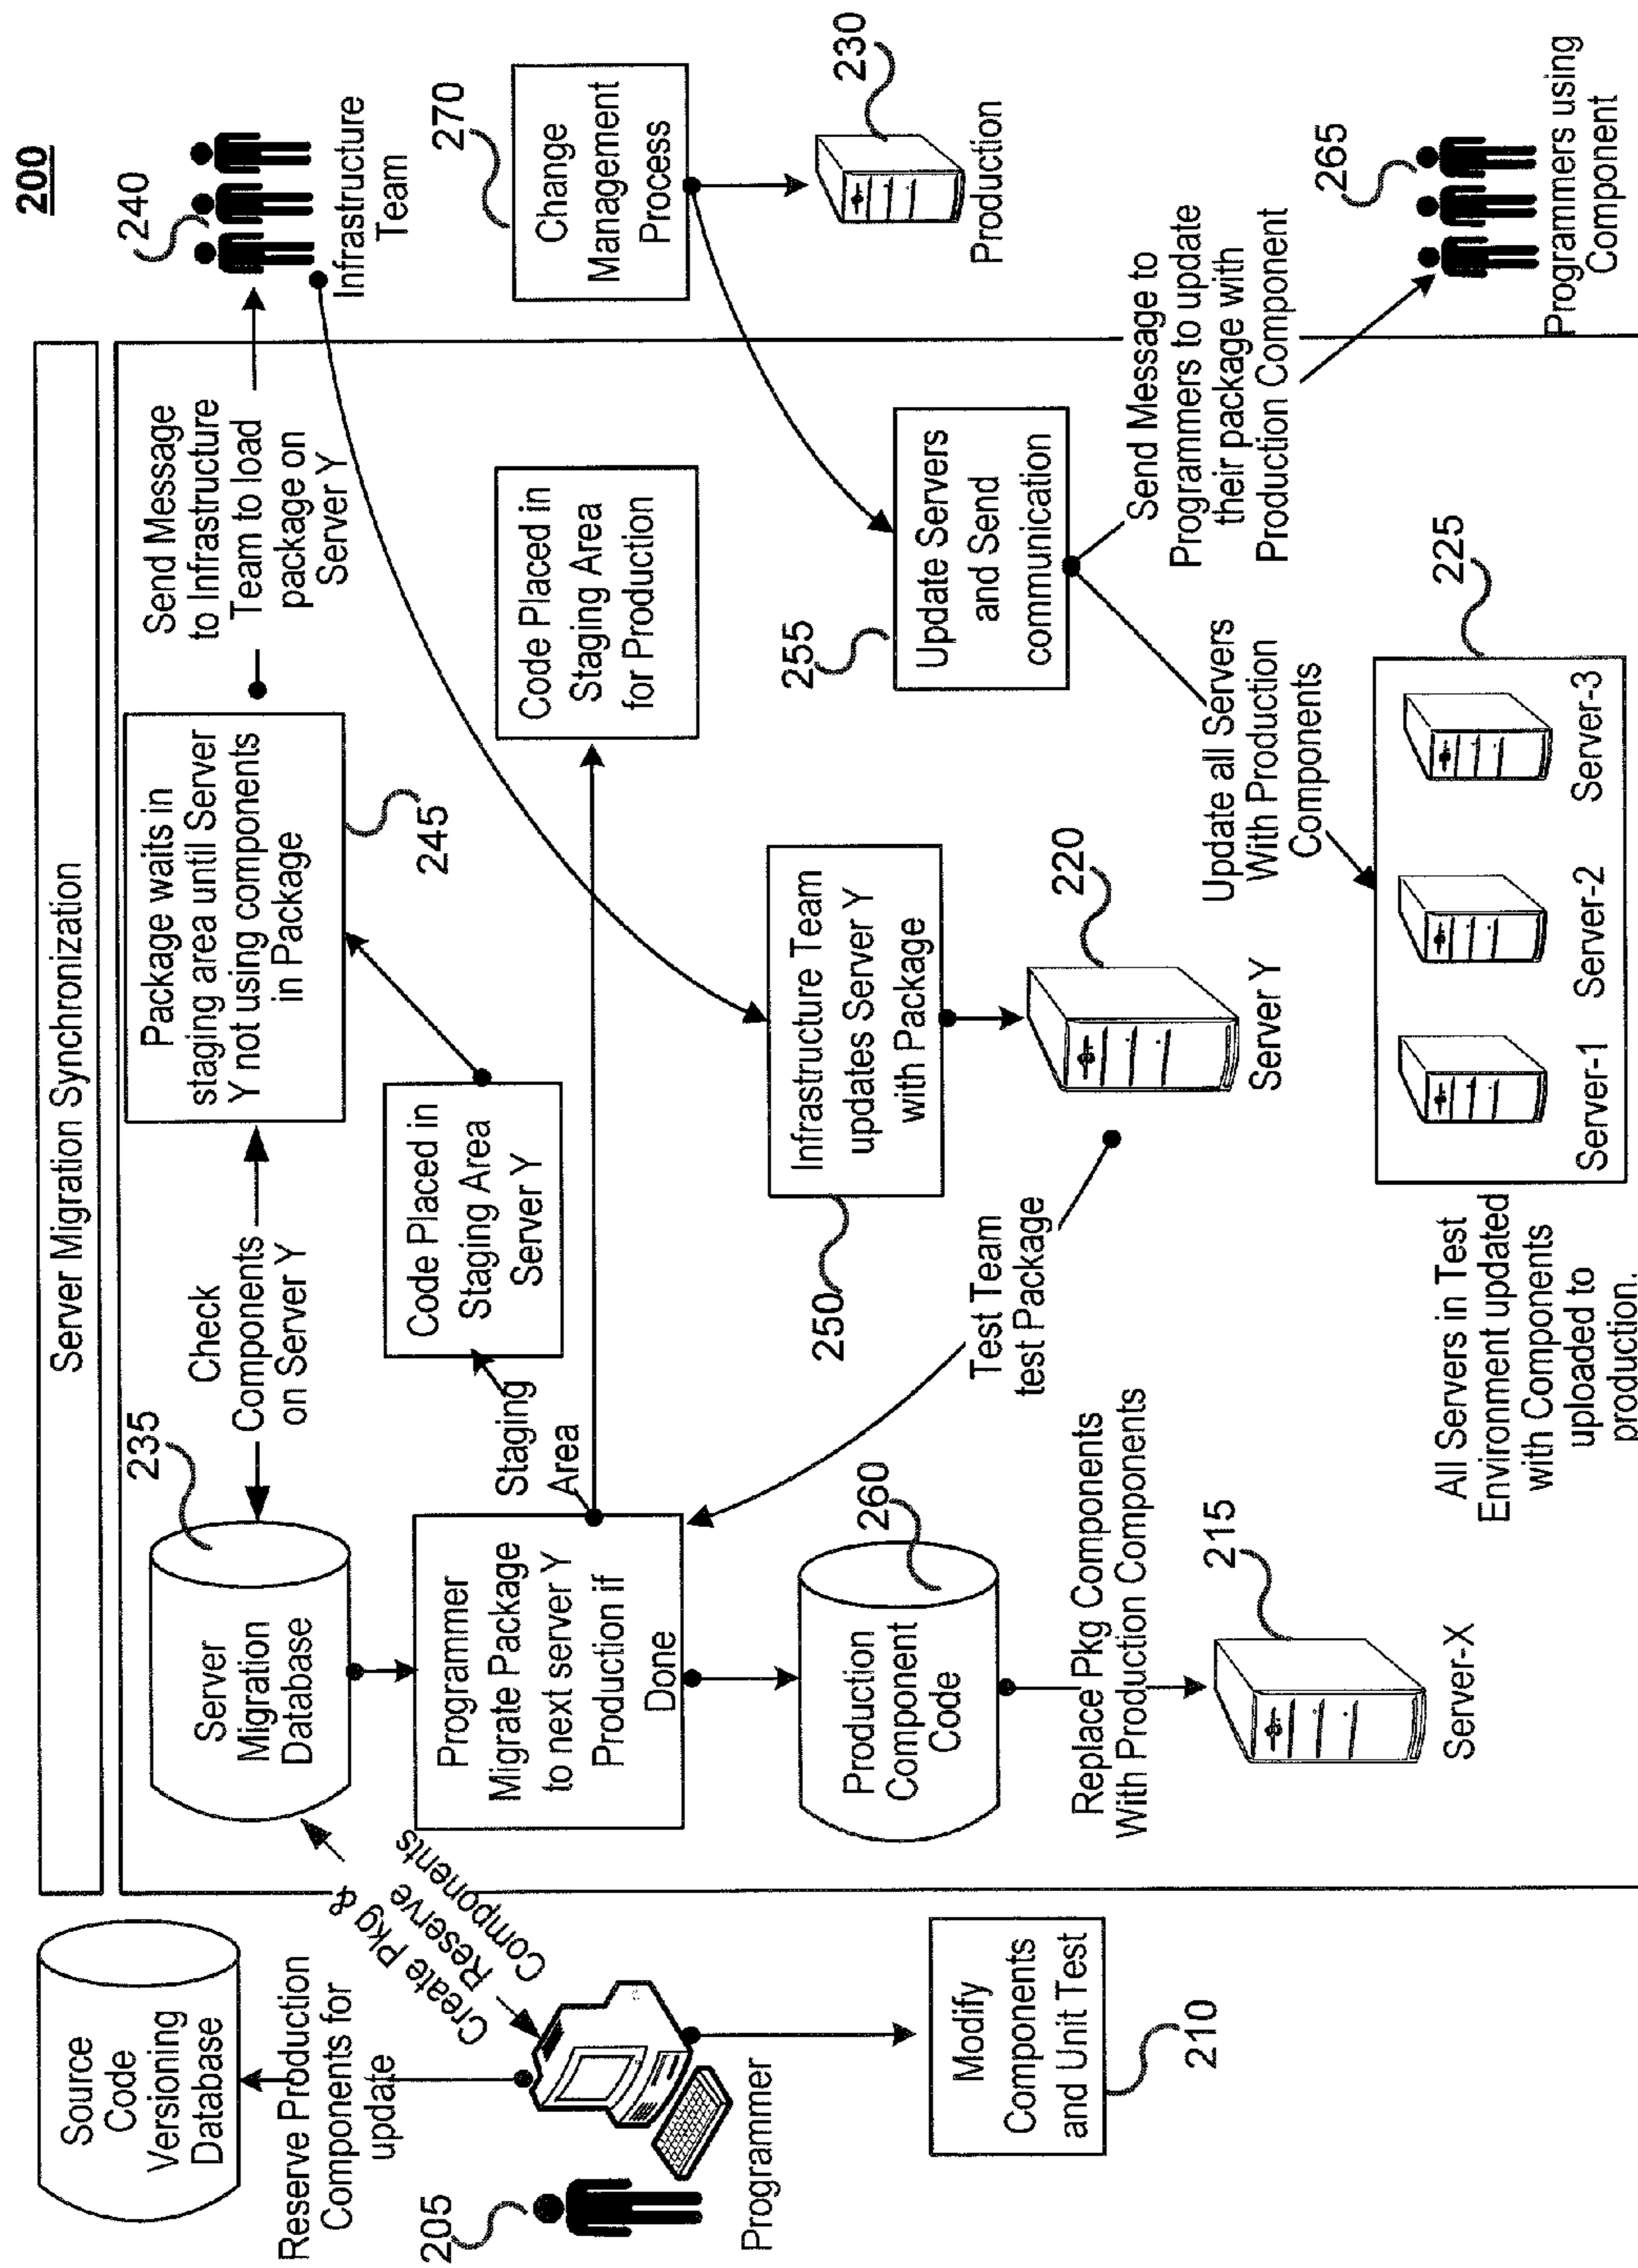 200
Server Migration Synchronization
Source
Code
Versioning
Database
Reserve Production
Components for
update
205
Programmer
Create Pkg &
Reserve
Components
Modify
Components
and Unit Test
210
235
Server
Migration
Database
Check
Components
on Server Y
Package waits in
staging area until Server
Y not using components
in Package
245
Send Message
to Infrastructure
Team to load
package on
Server Y
240
Infrastructure
Team
Programmer
Migrate Package
to next server Y
Production if
Done
Staging
Area
Code Placed in
Staging Area
Server Y
Code Placed in
Staging Area
for Production
270
Change
Management
Process
230
Production
260
Production
Component
Code
Replace Pkg Components
With Production Components
215
Server-X
Test Team
test Package
250
Infrastructure Team
updates Server Y
with Package
220
Server Y
255
Update Servers
and Send
communication
Send Message to
Programmers to update
their package with
Production Component
265
Programmers using
Component
Update all Servers
With Production
Components
225
Server-1
Server-2
Server-3
All Servers in Test
Environment updated
with Components
uploaded to
production.